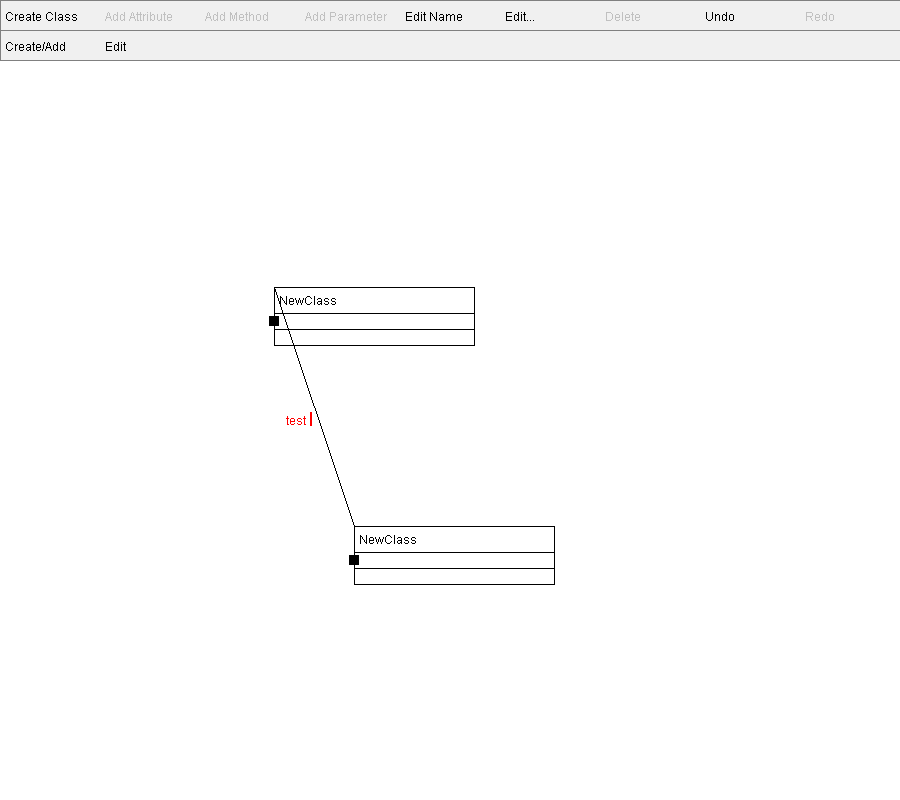 Create Class Add Attribute Add Method Add Parameter Edit Name Edit... Delete Undo Redo
Create/Add Edit
NewClass
test
NewClass